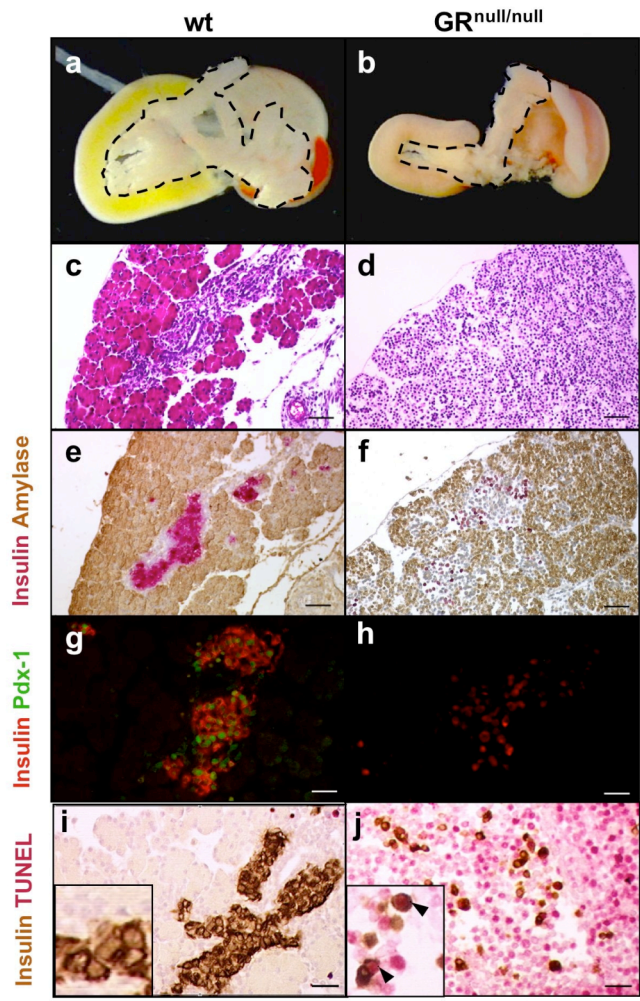 wt GRnull/null
a b
c d
Insulin Amylase
e f
Insulin Pdx-1
g h
Insulin TUNEL
i j